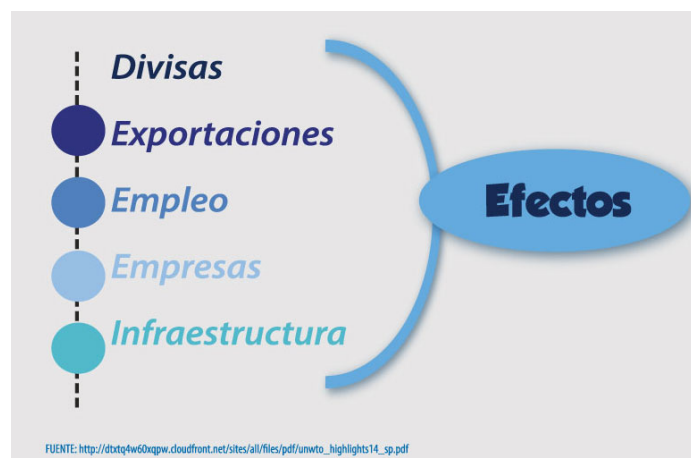 Divisas
Exportaciones
Empleo
Empresas
Infraestructura
Efectos
FUENTE: http://dtxtq4w60xqpw.cloudfront.net/sites/all/files/pdf/unwto_highlights14_sp.pdf